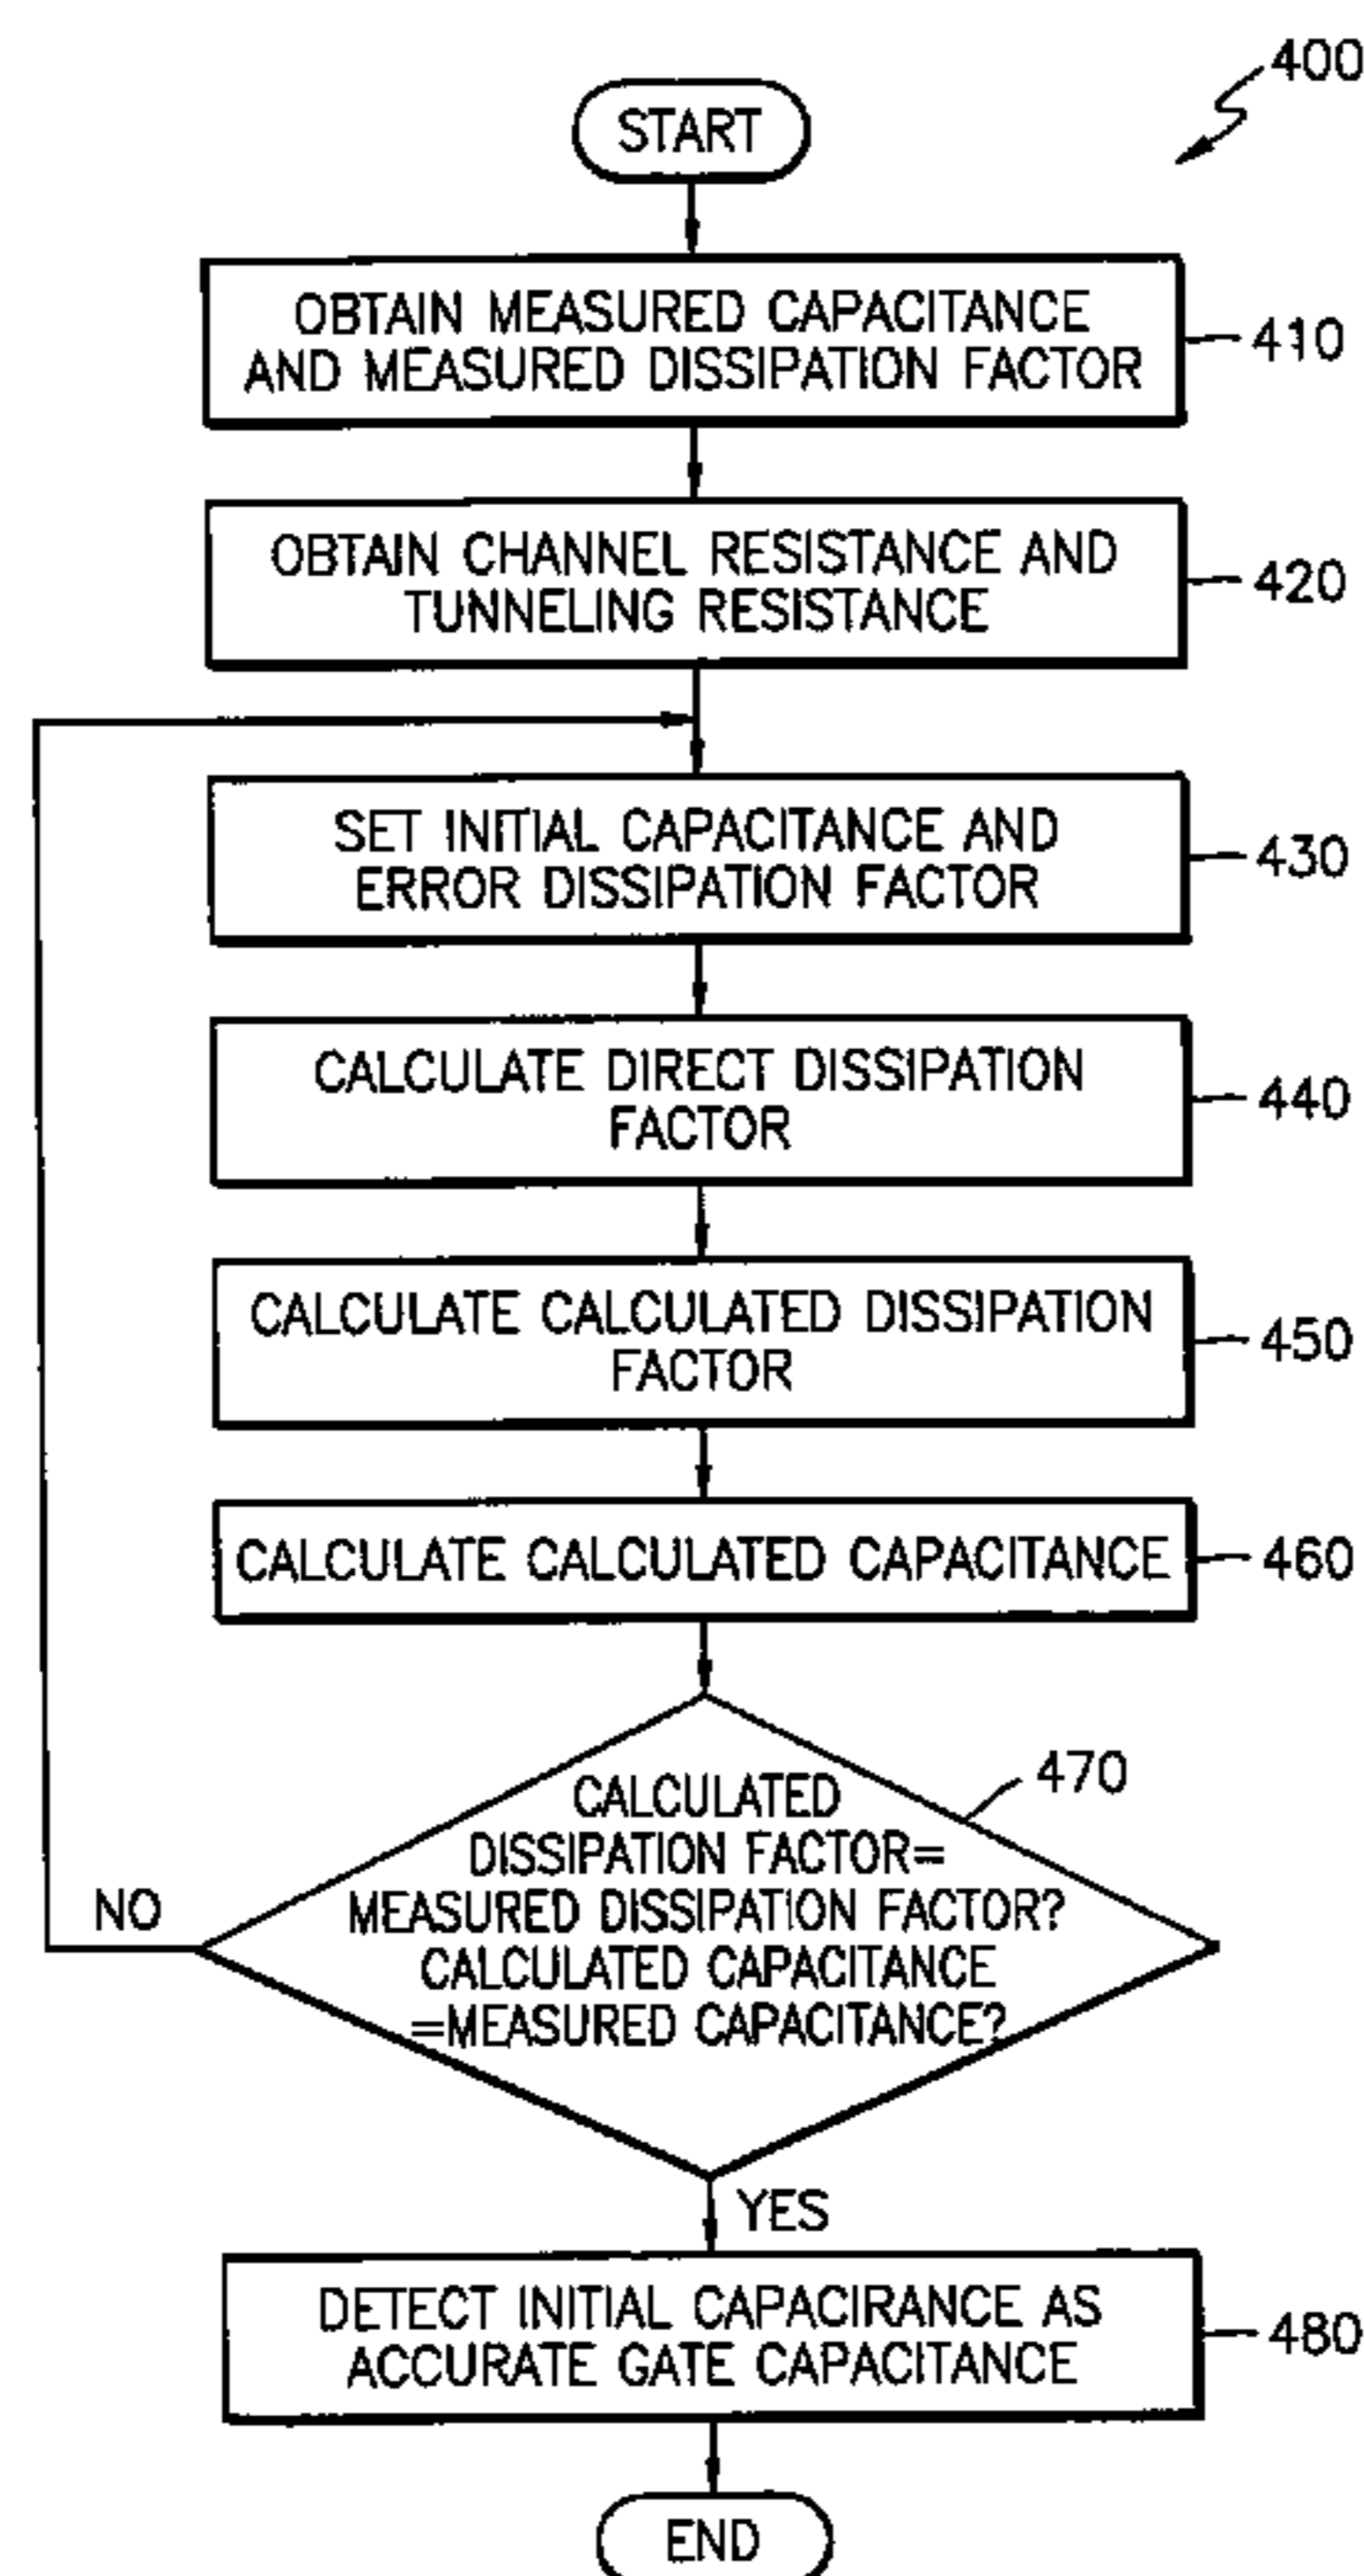 400
START
OBTAIN MEASURED CAPACITANCE
AND MEASURED DISSIPATION FACTOR
410
OBTAIN CHANNEL RESISTANCE AND
TUNNELING RESISTANCE
420
SET INITIAL CAPACITANCE AND
ERROR DISSIPATION FACTOR
430
CALCULATE DIRECT DISSIPATION
FACTOR
440
CALCULATE CALCULATED DISSIPATION
FACTOR
450
CALCULATE CALCULATED CAPACITANCE
460
CALCULATED
DISSIPATION FACTOR=
MEASURED DISSIPATION FACTOR?
CALCULATED CAPACITANCE
=MEASURED CAPACITANCE?
470
NO
YES
DETECT INITIAL CAPACIRANCE AS
ACCURATE GATE CAPACITANCE
480
END